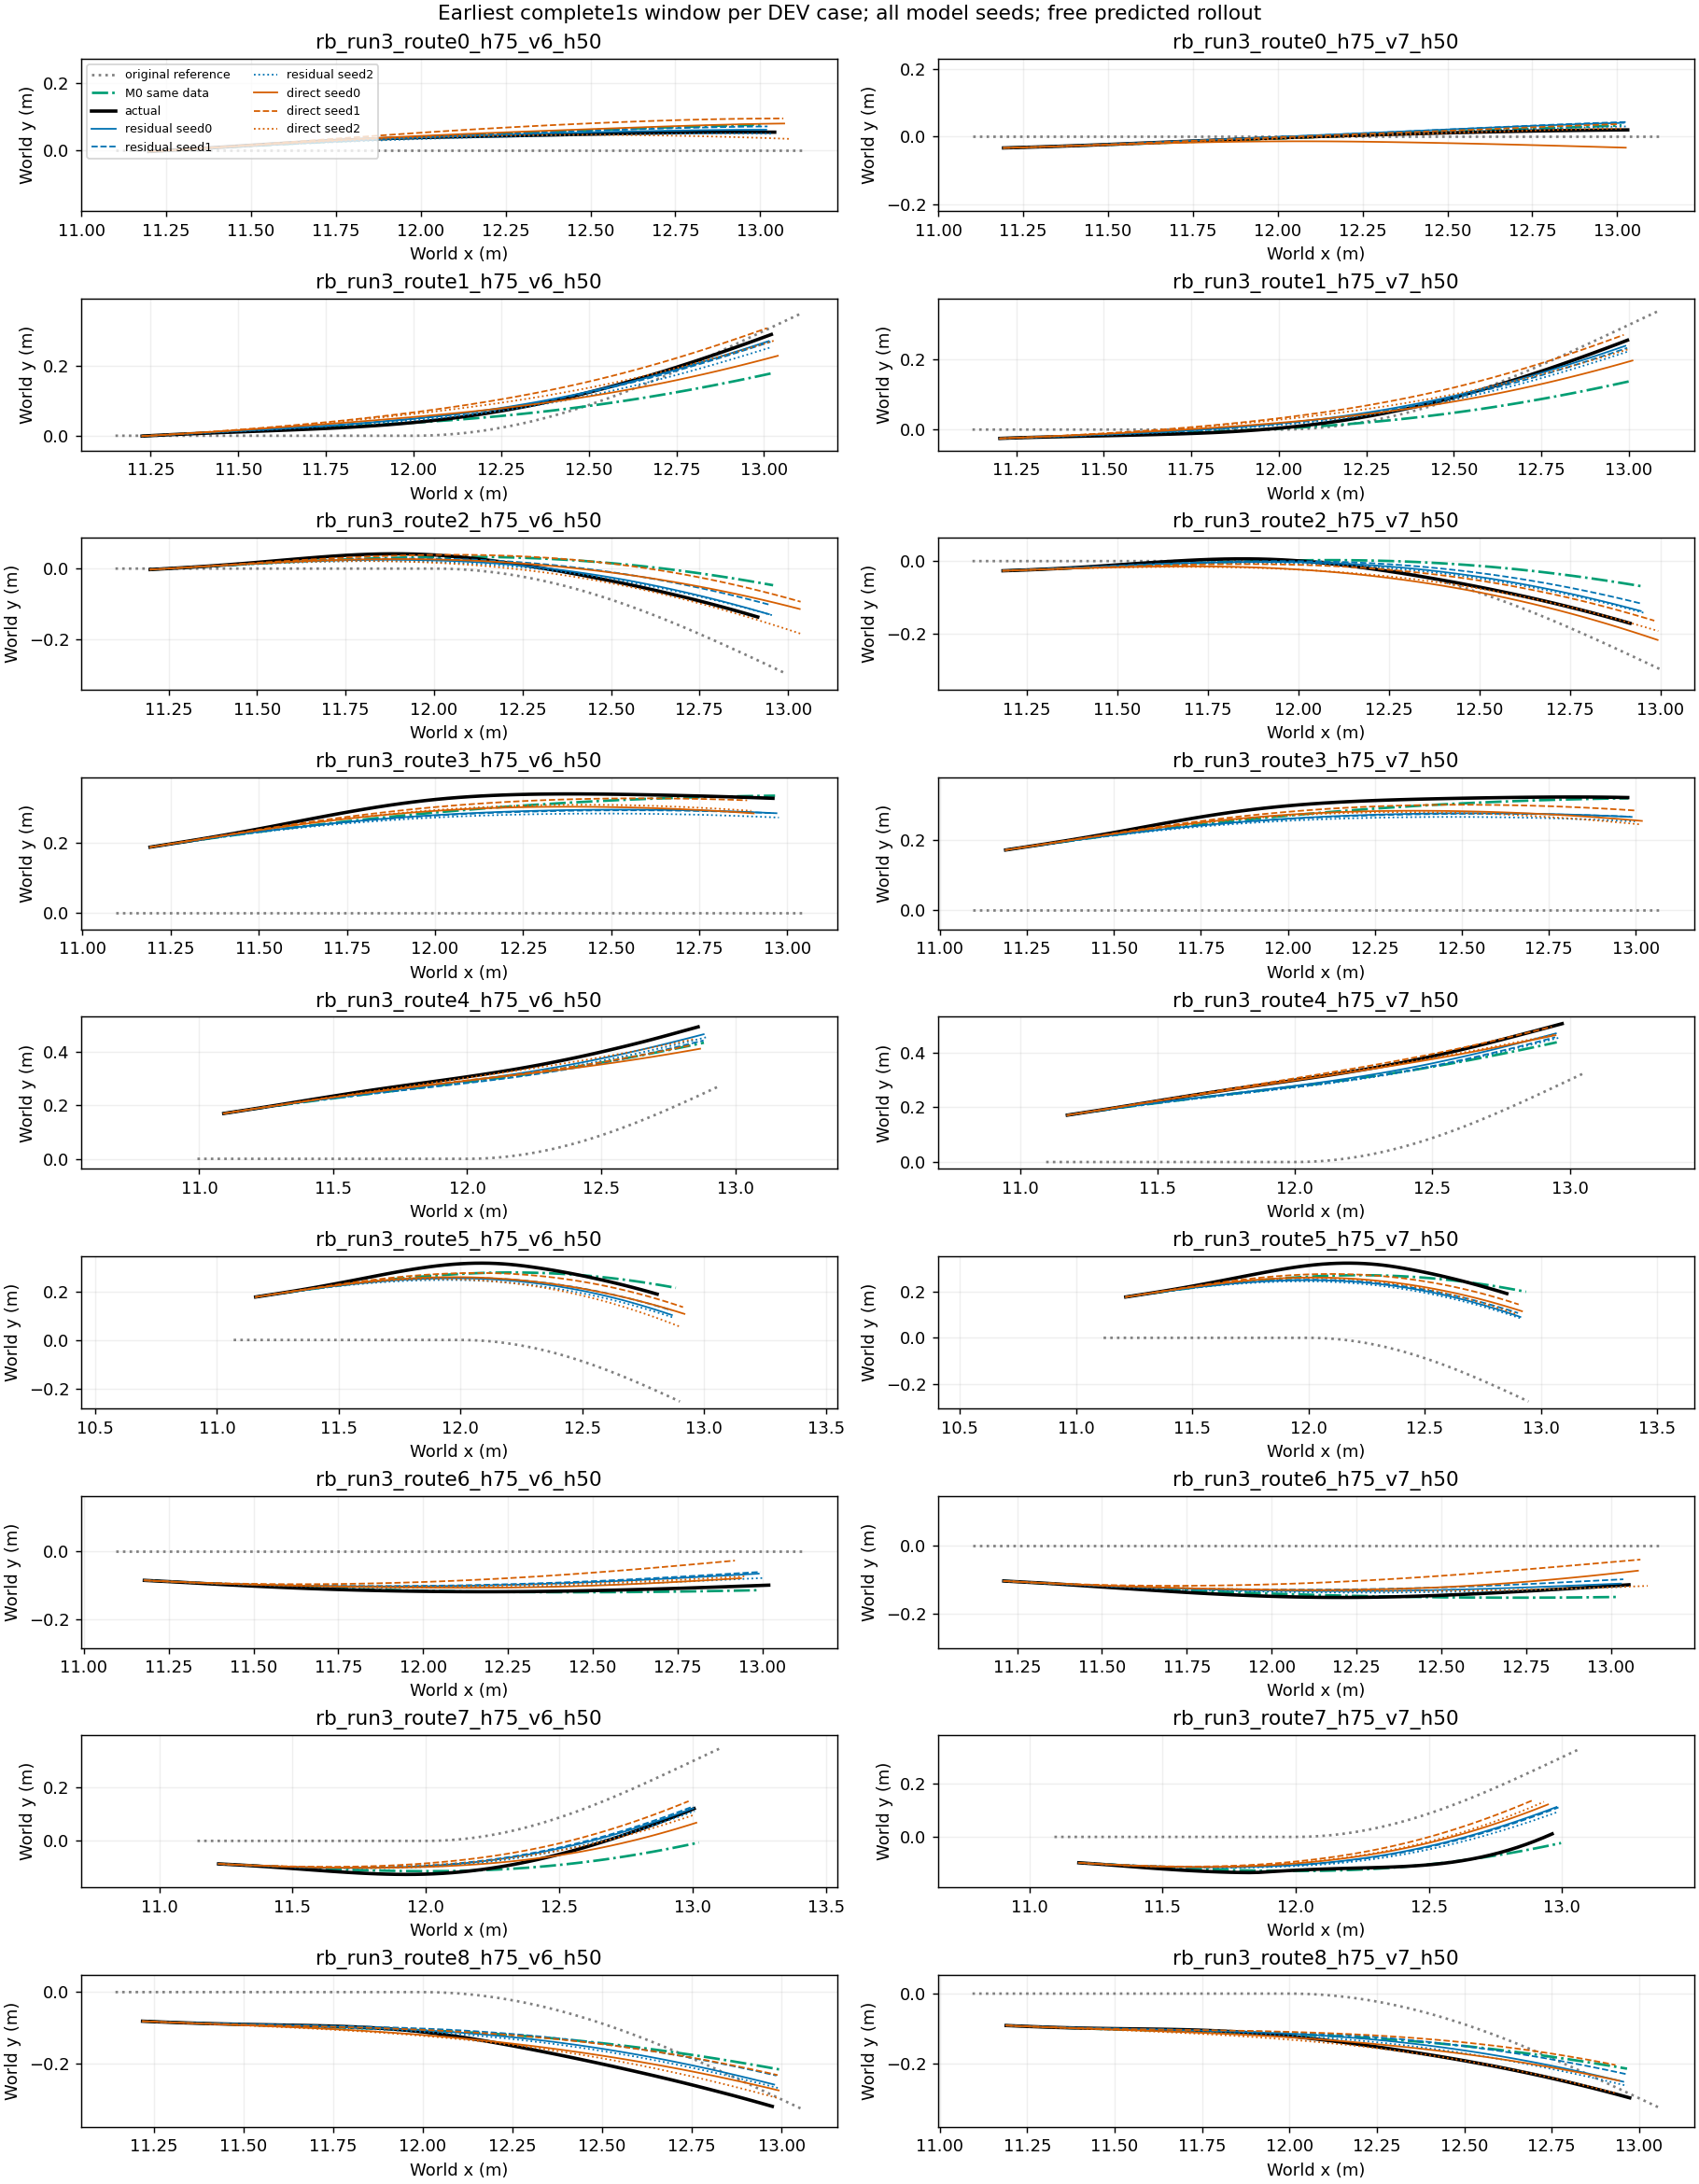 Earliest complete1s window per DEV case; all model seeds; free predicted rollout
rb_run3_route0_h75_v6_h50
0.2
0.0
World y (m)
original reference
M0 same data
actual
residual seed0
residual seed1
residual seed2
direct seed0
direct seed1
direct seed2
11.00 11.25 11.50 11.75 12.00 12.25 12.50 12.75 13.00
World x (m)
rb_run3_route0_h75_v7_h50
0.2
0.0
−0.2
World y (m)
11.00 11.25 11.50 11.75 12.00 12.25 12.50 12.75 13.00
World x (m)
rb_run3_route1_h75_v6_h50
0.2
0.0
World y (m)
11.25 11.50 11.75 12.00 12.25 12.50 12.75 13.00
World x (m)
rb_run3_route1_h75_v7_h50
0.2
0.0
World y (m)
11.25 11.50 11.75 12.00 12.25 12.50 12.75 13.00
World x (m)
rb_run3_route2_h75_v6_h50
0.0
−0.2
World y (m)
11.25 11.50 11.75 12.00 12.25 12.50 12.75 13.00
World x (m)
rb_run3_route2_h75_v7_h50
0.0
−0.2
World y (m)
11.25 11.50 11.75 12.00 12.25 12.50 12.75 13.00
World x (m)
rb_run3_route3_h75_v6_h50
0.2
0.0
World y (m)
11.00 11.25 11.50 11.75 12.00 12.25 12.50 12.75 13.00
World x (m)
rb_run3_route3_h75_v7_h50
0.2
0.0
World y (m)
11.00 11.25 11.50 11.75 12.00 12.25 12.50 12.75 13.00
World x (m)
rb_run3_route4_h75_v6_h50
0.4
0.2
0.0
World y (m)
11.0 11.5 12.0 12.5 13.0
World x (m)
rb_run3_route4_h75_v7_h50
0.4
0.2
0.0
World y (m)
11.0 11.5 12.0 12.5 13.0
World x (m)
rb_run3_route5_h75_v6_h50
0.2
0.0
−0.2
World y (m)
10.5 11.0 11.5 12.0 12.5 13.0 13.5
World x (m)
rb_run3_route5_h75_v7_h50
0.2
0.0
−0.2
World y (m)
10.5 11.0 11.5 12.0 12.5 13.0 13.5
World x (m)
rb_run3_route6_h75_v6_h50
0.0
−0.2
World y (m)
11.00 11.25 11.50 11.75 12.00 12.25 12.50 12.75 13.00
World x (m)
rb_run3_route6_h75_v7_h50
0.0
−0.2
World y (m)
11.25 11.50 11.75 12.00 12.25 12.50 12.75 13.00
World x (m)
rb_run3_route7_h75_v6_h50
0.2
0.0
World y (m)
11.0 11.5 12.0 12.5 13.0 13.5
World x (m)
rb_run3_route7_h75_v7_h50
0.2
0.0
World y (m)
11.0 11.5 12.0 12.5 13.0
World x (m)
rb_run3_route8_h75_v6_h50
0.0
−0.2
World y (m)
11.25 11.50 11.75 12.00 12.25 12.50 12.75 13.00
World x (m)
rb_run3_route8_h75_v7_h50
0.0
−0.2
World y (m)
11.00 11.25 11.50 11.75 12.00 12.25 12.50 12.75 13.00
World x (m)